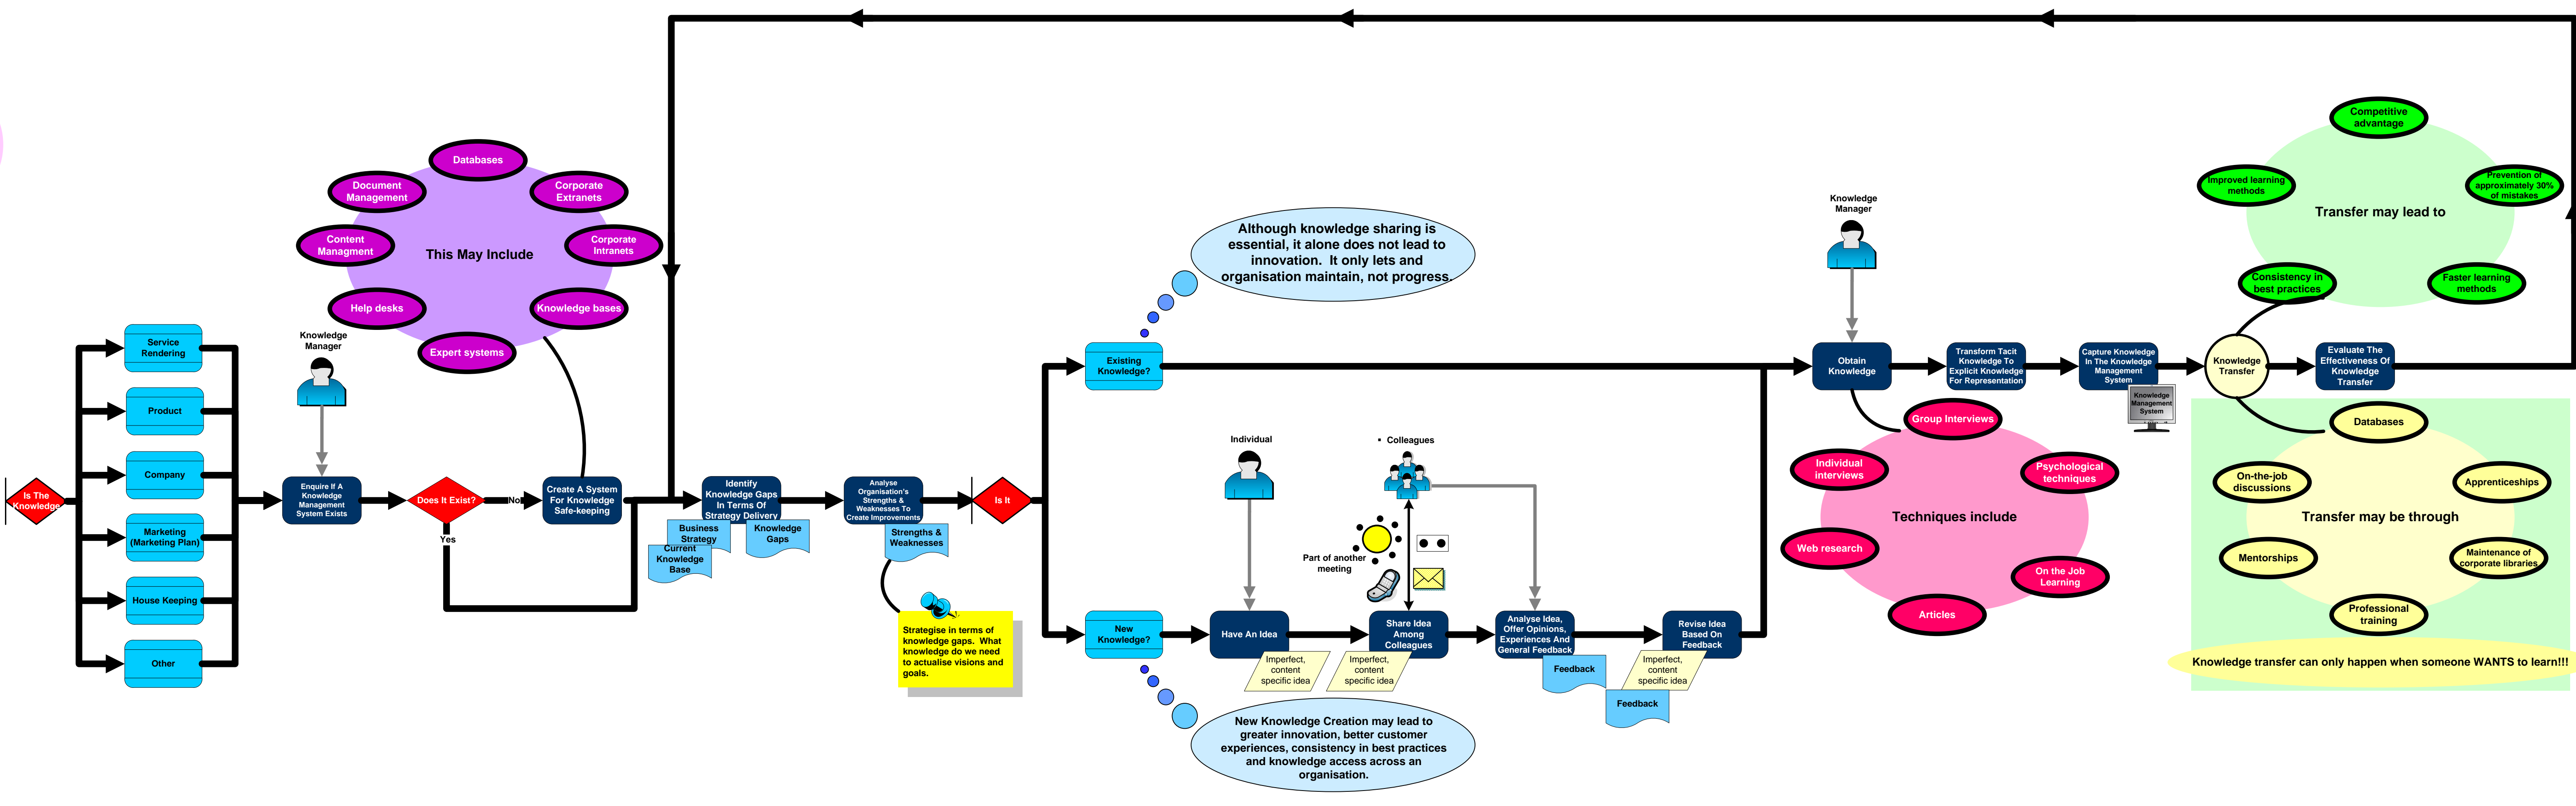 Is The
Knowledge
Service
Rendering
Product
Company
Marketing
(Marketing Plan)
House Keeping
Other
Knowledge
Manager
Enquire If A
Knowledge
Management
System Exists
Does It Exist?
No
Yes
Create A System
For Knowledge
Safe-keeping
This May Include
Databases
Corporate
Extranets
Corporate
Intranets
Knowledge bases
Expert systems
Help desks
Content
Managment
Document
Management
Identify
Knowledge Gaps
In Terms Of
Strategy Delivery
Business
Strategy
Current
Knowledge
Base
Knowledge
Gaps
Analyse
Organisation's
Strengths &
Weaknesses To
Create Improvements
Strengths &
Weaknesses
Strategise in terms of
knowledge gaps. What
knowledge do we need
to actualise visions and
goals.
Is It
Existing
Knowledge?
Although knowledge sharing is
essential, it alone does not lead to
innovation. It only lets and
organisation maintain, not progress.
New
Knowledge?
New Knowledge Creation may lead to
greater innovation, better customer
experiences, consistency in best practices
and knowledge access across an
organisation.
Individual
Have An Idea
Imperfect,
content
specific idea
• Colleagues
Part of another
meeting
Share Idea
Among
Colleagues
Imperfect,
content
specific idea
Analyse Idea,
Offer Opinions,
Experiences And
General Feedback
Feedback
Revise Idea
Based On
Feedback
Imperfect,
content
specific idea
Feedback
Knowledge
Manager
Obtain
Knowledge
Techniques include
Group Interviews
Psychological
techniques
On the Job
Learning
Articles
Web research
Individual
interviews
Transform Tacit
Knowledge To
Explicit Knowledge
For Representation
Capture Knowledge
In The Knowledge
Management
System
Knowledge
Management
System
Knowledge
Transfer
Evaluate The
Effectiveness Of
Knowledge
Transfer
Transfer may lead to
Competitive
advantage
Prevention of
approximately 30%
of mistakes
Faster learning
methods
Consistency in
best practices
Improved learning
methods
Transfer may be through
Databases
Apprenticeships
Maintenance of
corporate libraries
Professional
training
Mentorships
On-the-job
discussions
Knowledge transfer can only happen when someone WANTS to learn!!!